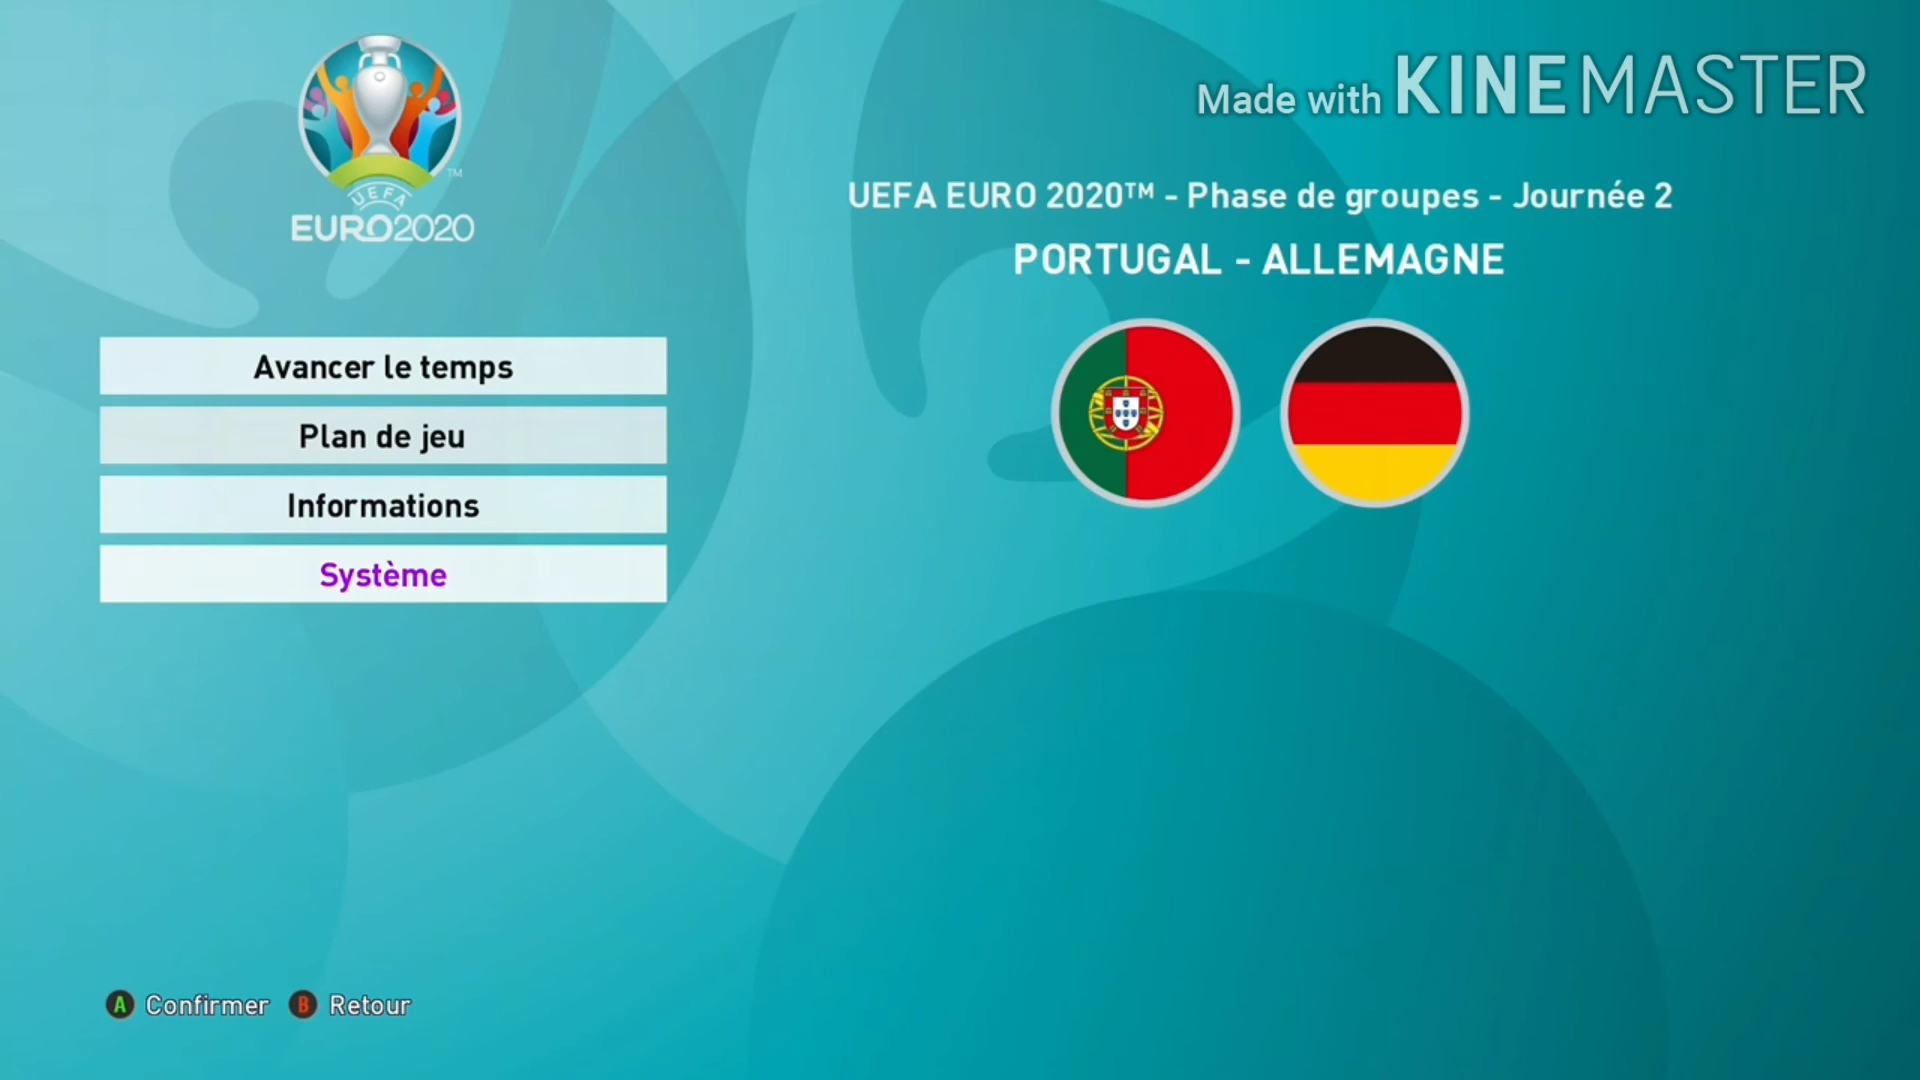 UEFA
EURO2020
TM
Made with KINEMASTER
UEFA EURO 2020™ - Phase de groupes - Journée 2
PORTUGAL - ALLEMAGNE
Avancer le temps
Plan de jeu
Informations
Système
A Confirmer B Retour